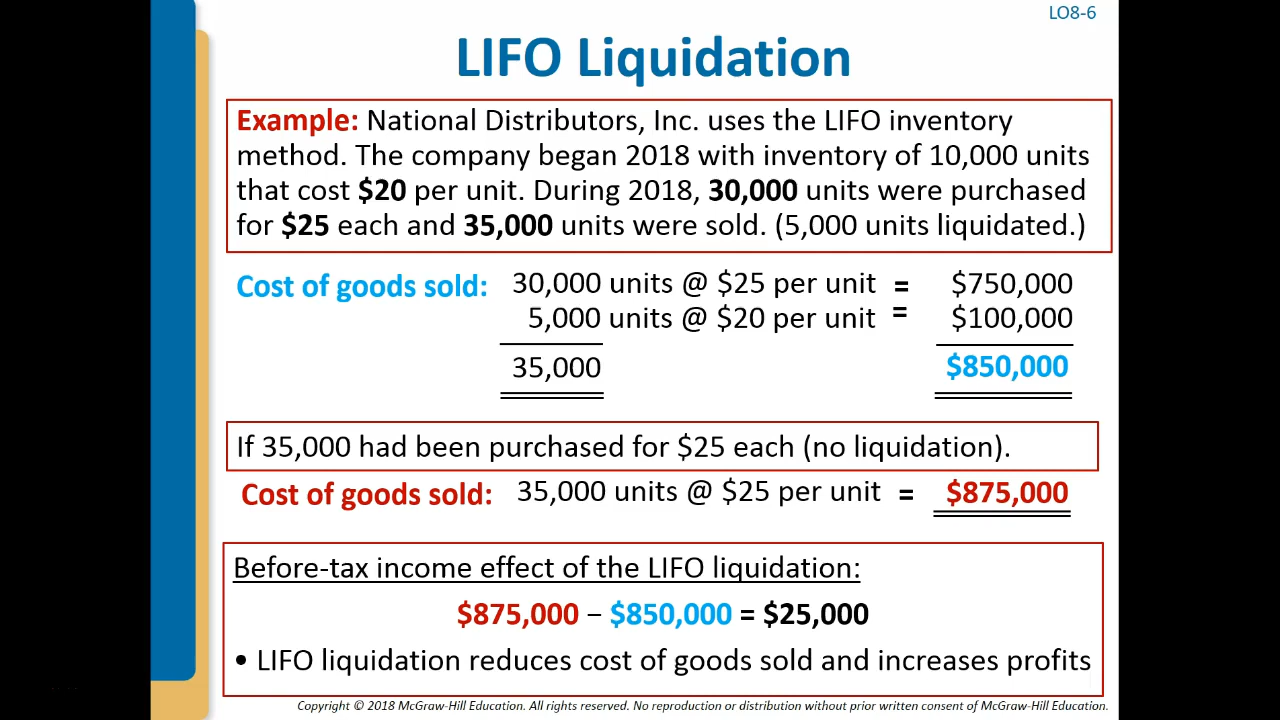 LO8-6
LIFO Liquidation
Example: National Distributors, Inc. uses the LIFO inventory
method. The company began 2018 with inventory of 10,000 units
that cost $20 per unit. During 2018, 30,000 units were purchased
for $25 each and 35,000 units were sold. (5,000 units liquidated.)
Cost of goods sold: 30,000 units @ $25 per unit = $750,000
5,000 units @ $20 per unit = $100,000
35,000 $850,000
If 35,000 had been purchased for $25 each (no liquidation).
Cost of goods sold: 35,000 units @ $25 per unit = $875,000
Before-tax income effect of the LIFO liquidation:
$875,000 – $850,000 = $25,000
• LIFO liquidation reduces cost of goods sold and increases profits
Copyright © 2018 McGraw-Hill Education. All rights reserved. No reproduction or distribution without prior written consent of McGraw-Hill Education.